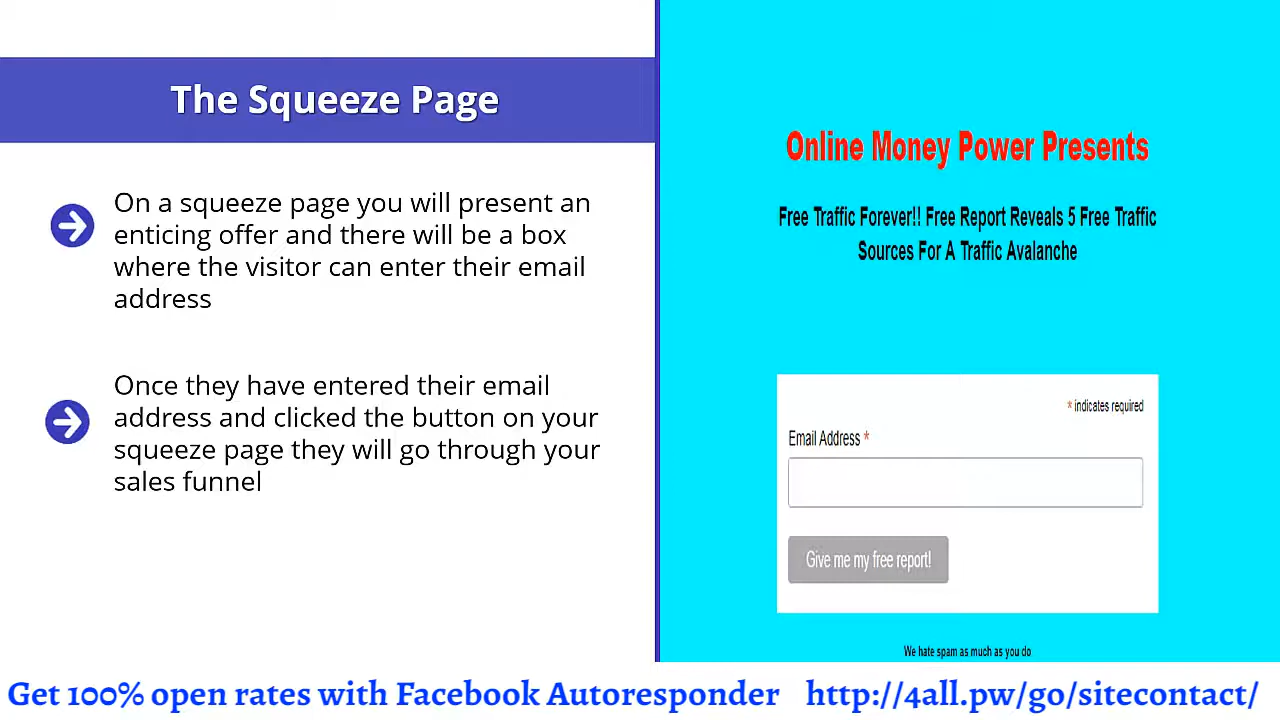 The Squeeze Page
On a squeeze page you will present an
enticing offer and there will be a box
where the visitor can enter their email
address
Once they have entered their email
address and clicked the button on your
squeeze page they will go through your
sales funnel
Online Money Power Presents
Free Traffic Forever!! Free Report Reveals 5 Free Traffic
Sources For A Traffic Avalanche
* indicates required
Email Address *
Give me my free report!
We hate spam as much as you do
Get 100% open rates with Facebook Autoresponder http://4all.pw/go/sitecontact/